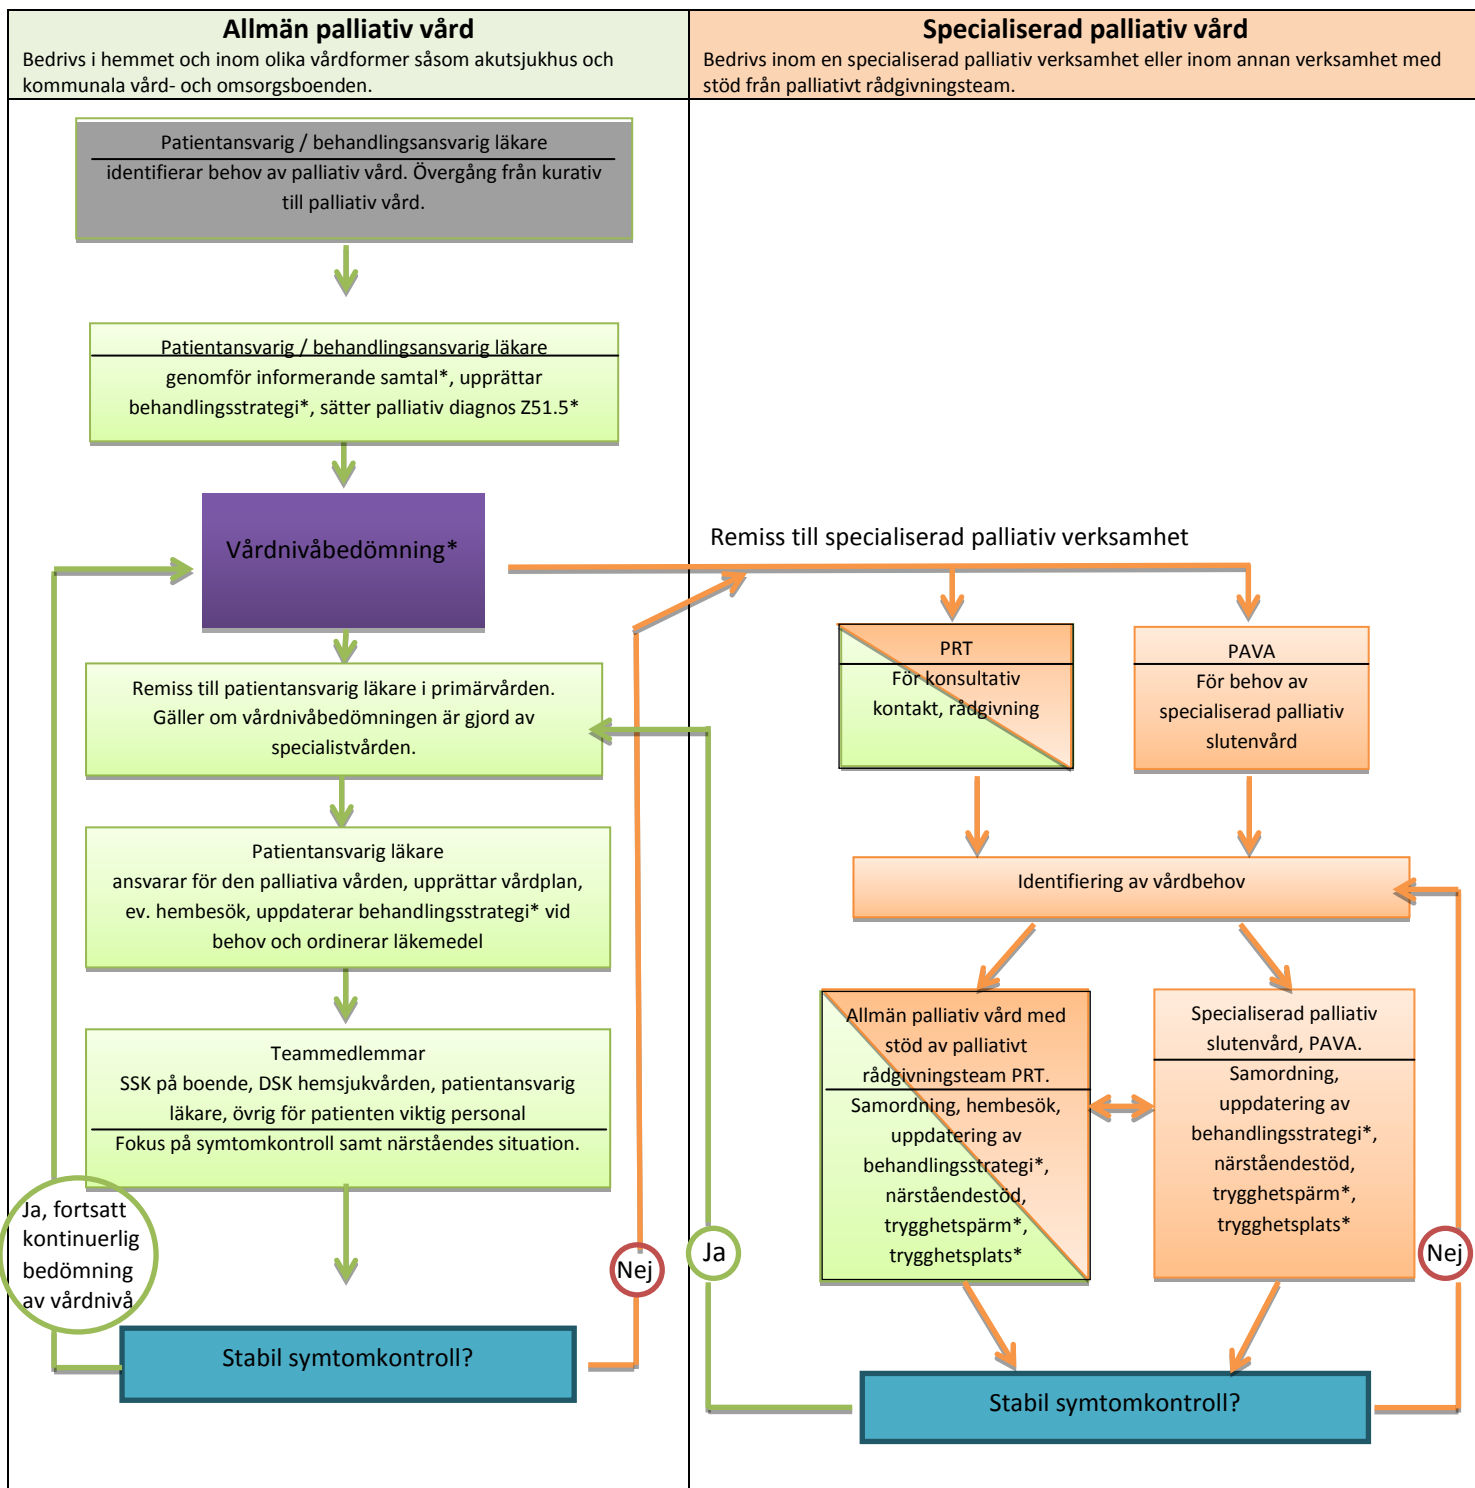 Allmän palliativ vård
Bedrivs i hemmet och inom olika vårdformer såsom akutsjukhus och
kommunala vård- och omsorgsboenden.
Specialiserad palliativ vård
Bedrivs inom en specialiserad palliativ verksamhet eller inom annan verksamhet med
stöd från palliativt rådgivningsteam.
Patientansvarig / behandlingsansvarig läkare
identifierar behov av palliativ vård. Övergång från kurativ
till palliativ vård.
Patientansvarig / behandlingsansvarig läkare
genomför informerande samtal*, upprättar
behandlingsstrategi*, sätter palliativ diagnos Z51.5*
Vårdnivåbedömning*
Remiss till patientansvarig läkare i primärvården.
Gäller om vårdnivåbedömningen är gjord av
specialistvården.
Patientansvarig läkare
ansvarar för den palliativa vården, upprättar vårdplan,
ev. hembesök, uppdaterar behandlingsstrategi* vid
behov och ordinerar läkemedel
Teammedlemmar
SSK på boende, DSK hemsjukvården, patientansvarig
läkare, övrig för patienten viktig personal
Fokus på symtomkontroll samt närståendes situation.
Ja, fortsatt
kontinuerlig
bedömning
av vårdnivå
Nej
Stabil symtomkontroll?
Remiss till specialiserad palliativ verksamhet
PRT
För konsultativ
kontakt, rådgivning
PAVA
För behov av
specialiserad palliativ
slutenvård
Identifiering av vårdbehov
Allmän palliativ vård med
stöd av palliativt
rådgivningsteam PRT.
Samordning, hembesök,
uppdatering av
behandlingsstrategi*,
närståendestöd,
trygghetspärm*,
trygghetsplats*
Specialiserad palliativ
slutenvård, PAVA.
Samordning,
uppdatering av
behandlingsstrategi*,
närståendestöd,
trygghetspärm*,
trygghetsplats*
Ja
Nej
Stabil symtomkontroll?